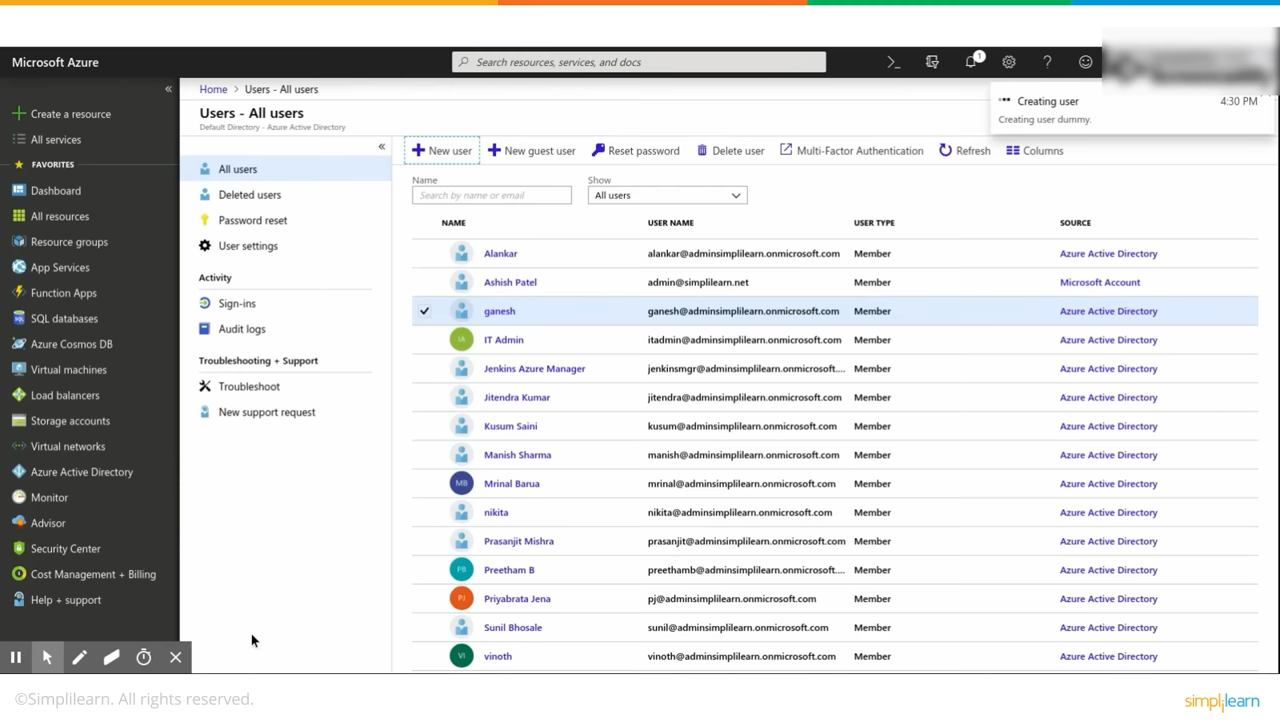 Microsoft Azure
Search resources, services, and docs
1
Creating user
4:30 PM
Creating user dummy.
Create a resource
All services
FAVORITES
Dashboard
All resources
Resource groups
App Services
Function Apps
SQL databases
Azure Cosmos DB
Virtual machines
Load balancers
Storage accounts
Virtual networks
Azure Active Directory
Monitor
Advisor
Security Center
Cost Management + Billing
Help + support
Home > Users - All users
Users - All users
Default Directory - Azure Active Directory
All users
Deleted users
Password reset
User settings
Activity
Sign-ins
Audit logs
Troubleshooting + Support
Troubleshoot
New support request
New user New guest user Reset password Delete user Multi-Factor Authentication Refresh Columns
Name Show
Search by name or email All users
NAME USER NAME USER TYPE SOURCE
Alankar alankar@adminsimplilearn.onmicrosoft.com Member Azure Active Directory
Ashish Patel admin@simplilearn.net Member Microsoft Account
ganesh ganesh@adminsimplilearn.onmicrosoft.com Member Azure Active Directory
IA IT Admin itadmin@adminsimplilearn.onmicrosoft.com Member Azure Active Directory
Jenkins Azure Manager jenkinsmgr@adminsimplilearn.onmicrosoft.... Member Azure Active Directory
Jitendra Kumar jitendra@adminsimplilearn.onmicrosoft.com Member Azure Active Directory
Kusum Saini kusum@adminsimplilearn.onmicrosoft.com Member Azure Active Directory
Manish Sharma manish@adminsimplilearn.onmicrosoft.com Member Azure Active Directory
MB Mrinal Barua mrinal@adminsimplilearn.onmicrosoft.com Member Azure Active Directory
nikita nikita@adminsimplilearn.onmicrosoft.com Member Azure Active Directory
Prasanjit Mishra prasanjit@adminsimplilearn.onmicrosoft.com Member Azure Active Directory
PB Preetham B preethamb@adminsimplilearn.onmicrosoft.... Member Azure Active Directory
PJ Priyabrata Jena pj@adminsimplilearn.onmicrosoft.com Member Azure Active Directory
Sunil Bhosale sunil@adminsimplilearn.onmicrosoft.com Member Azure Active Directory
VI vinoth vinoth@adminsimplilearn.onmicrosoft.com Member Azure Active Directory
©Simplilearn. All rights reserved.
simplilearn